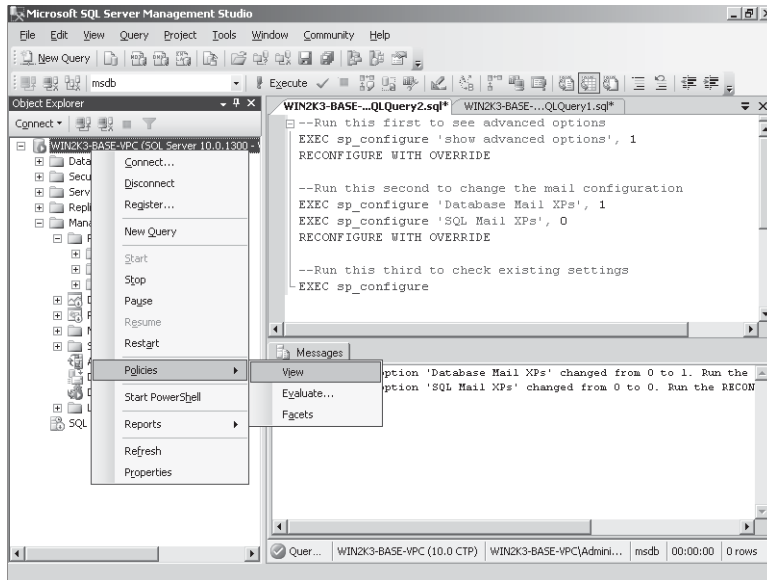 Microsoft SQL Server Management Studio
File Edit View Query Project Tools Window Community Help
New Query
msdb
Execute
Object Explorer
WIN2K3-BASE-...QLQuery2.sql* WIN2K3-BASE-...QLQuery1.sql*
Connect
WIN2K3-BASE-VPC (SQL Server 10.0.1300 -
Data
Secu
Serv
Repli
Mana
SQL
Connect...
Disconnect
Register...
New Query
Start
Stop
Pause
Resume
Restart
Policies
Start PowerShell
Reports
Refresh
Properties
View
Evaluate...
Facets
--Run this first to see advanced options
EXEC sp_configure 'show advanced options', 1
RECONFIGURE WITH OVERRIDE
--Run this second to change the mail configuration
EXEC sp_configure 'Database Mail XPs', 1
EXEC sp_configure 'SQL Mail XPs', 0
RECONFIGURE WITH OVERRIDE
--Run this third to check existing settings
EXEC sp_configure
Messages
ption 'Database Mail XPs' changed from 0 to 1. Run the
ption 'SQL Mail XPs' changed from 0 to 0. Run the RECON
Quer... WIN2K3-BASE-VPC (10.0 CTP) WIN2K3-BASE-VPC\Admini... msdb 00:00:00 0 rows